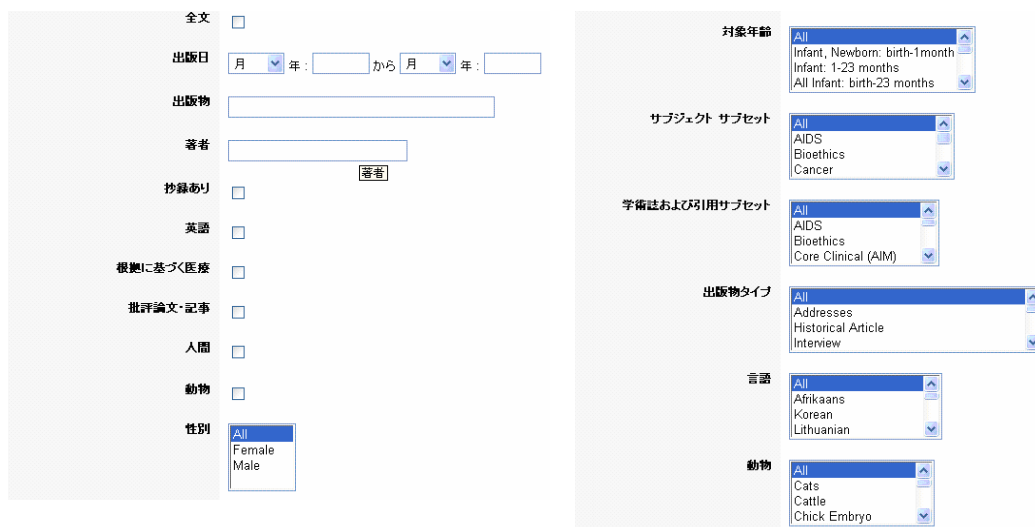 全文
出版日 月 年： から 月 年：
出版物
著者
著者
抄録あり
英語
根拠に基づく医療
批評論文・記事
人間
動物
性別
All
Female
Male
対象年齢
All
Infant, Newborn: birth-1month
Infant: 1-23 months
All Infant: birth-23 months
サブジェクト サブセット
All
AIDS
Bioethics
Cancer
学術誌および引用サブセット
All
AIDS
Bioethics
Core Clinical (AIM)
出版物タイプ
All
Addresses
Historical Article
Interview
言語
All
Afrikaans
Korean
Lithuanian
動物
All
Cats
Cattle
Chick Embryo